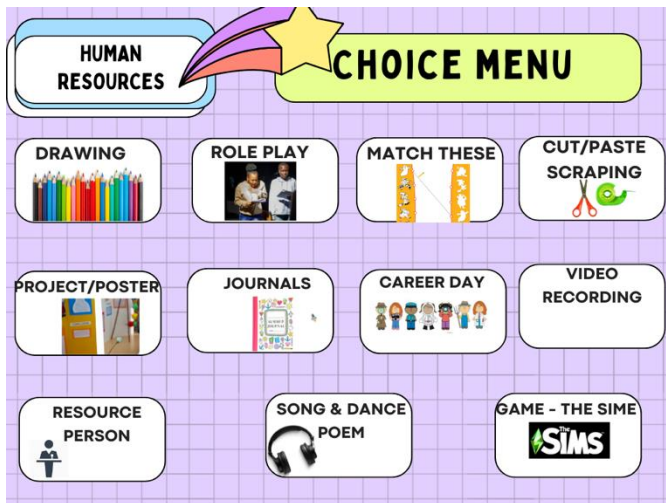 HUMAN
RESOURCES
CHOICE MENU
DRAWING
ROLE PLAY
MATCH THESE
CUT/PASTE
SCRAPING
PROJECT/POSTER
JOURNALS
CAREER DAY
VIDEO
RECORDING
RESOURCE
PERSON
SONG & DANCE
POEM
GAME - THE SIME
The
SIMS